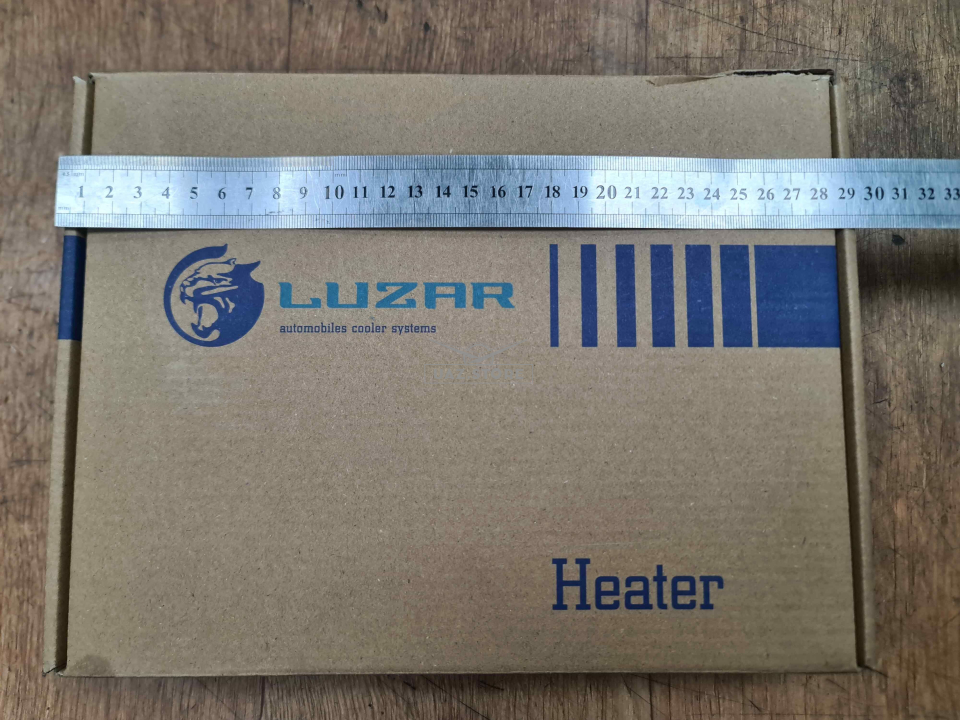 1 2 3 4 5 6 7 8 9 10 11 12 13 14 15 16 17 18 19 20 21 22 23 24 25 26 27 28 29 30 31 32 33
LUZAR
automobiles cooler systems
Heater